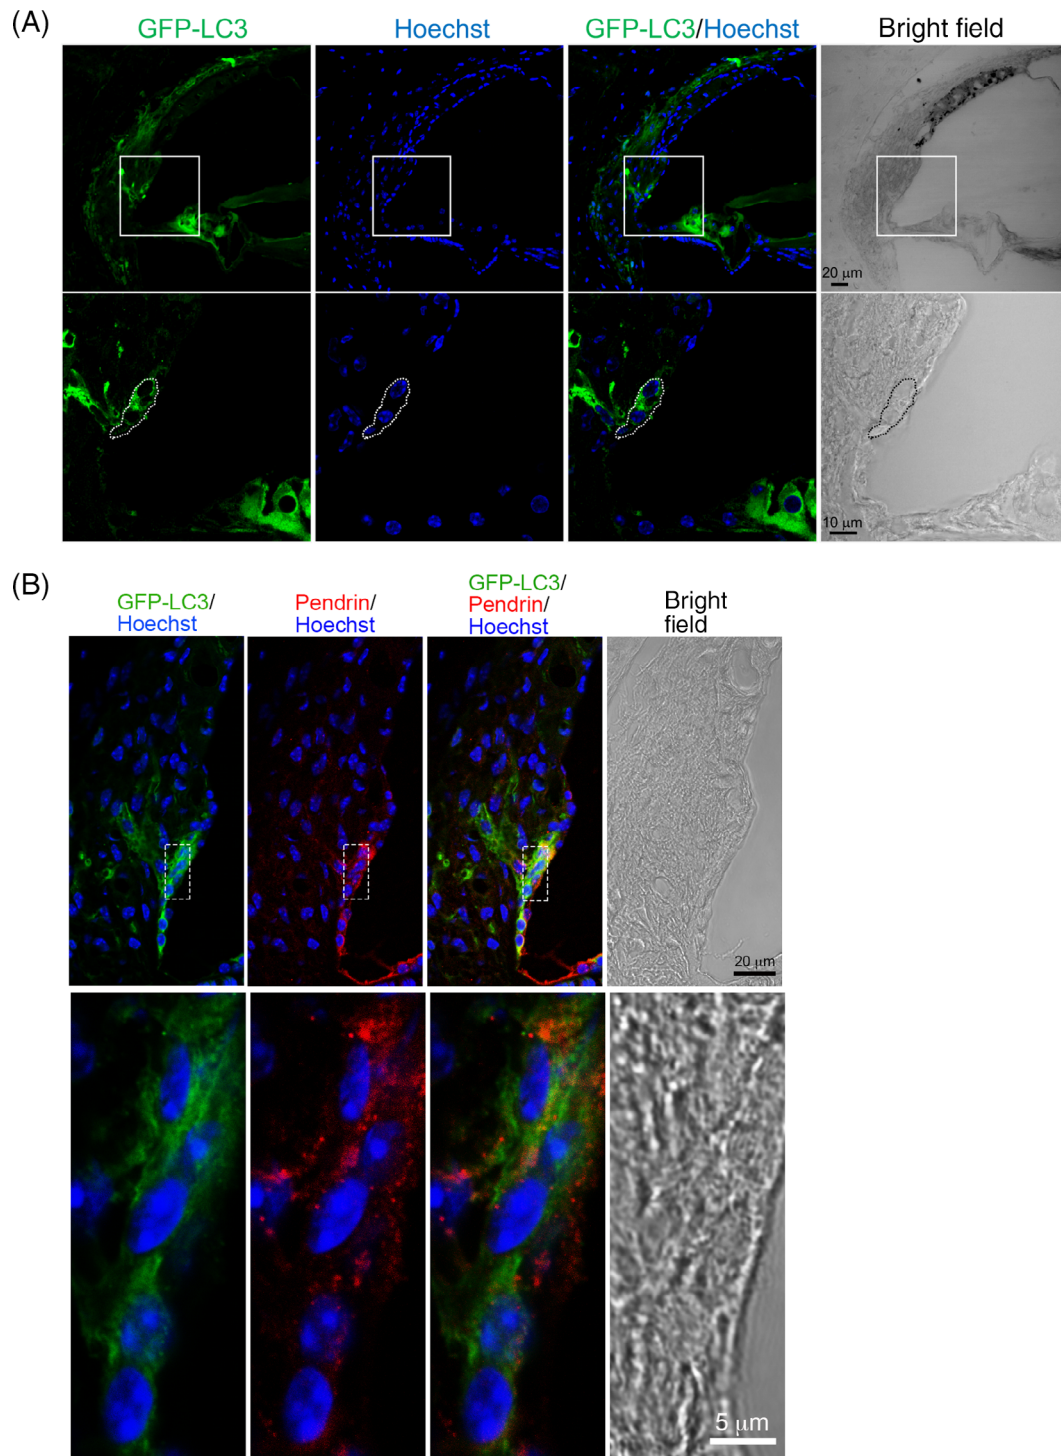 (A)
GFP-LC3
Hoechst
GFP-LC3/Hoechst
Bright field
20 µm
10 µm
(B)
GFP-LC3/
Hoechst
Pendrin/
Hoechst
GFP-LC3/
Pendrin/
Hoechst
Bright
field
20 µm
5 µm